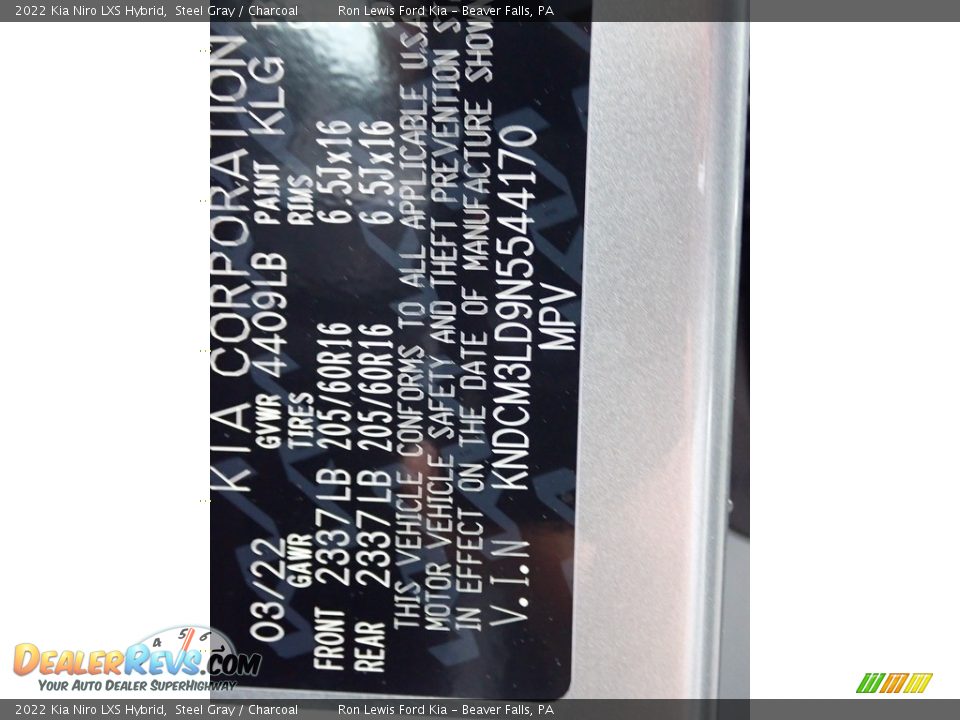 2022 Kia Niro LXS Hybrid, Steel Gray / Charcoal Ron Lewis Ford Kia - Beaver Falls, PA
KIA CORPORATION
03/22 GVWR 4409LB PAINT KLG
GAWR TIRES RIMS
FRONT 2337LB 205/60R16 6.5Jx16
REAR 2337LB 205/60R16 6.5Jx16
THIS VEHICLE CONFORMS TO ALL APPLICABLE U.S.A
MOTOR VEHICLE SAFETY AND THEFT PREVENTION
IN EFFECT ON THE DATE OF MANUFACTURE SHOW
V.I.N KNDCM3LD9N5544170
MPV
4 5 6
DEALERREVS.COM
YOUR AUTO DEALER SUPERHIGHWAY
2022 Kia Niro LXS Hybrid, Steel Gray / Charcoal Ron Lewis Ford Kia - Beaver Falls, PA